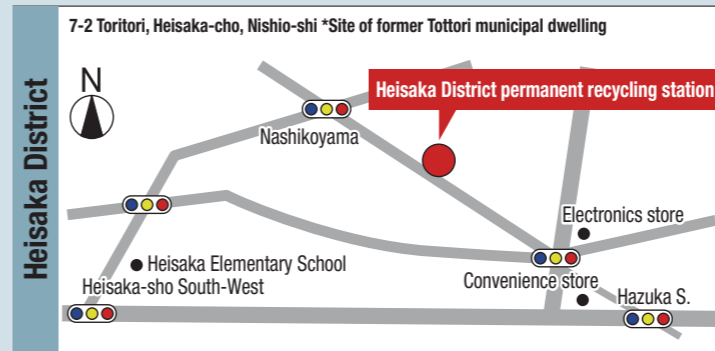 Heisaka District
7-2 Toritori, Heisaka-cho, Nishio-shi *Site of former Tottori municipal dwelling
N
Heisaka District permanent recycling station
Nashikoyama
Electronics store
Heisaka Elementary School
Heisaka-sho South-West
Convenience store
Hazuka S.